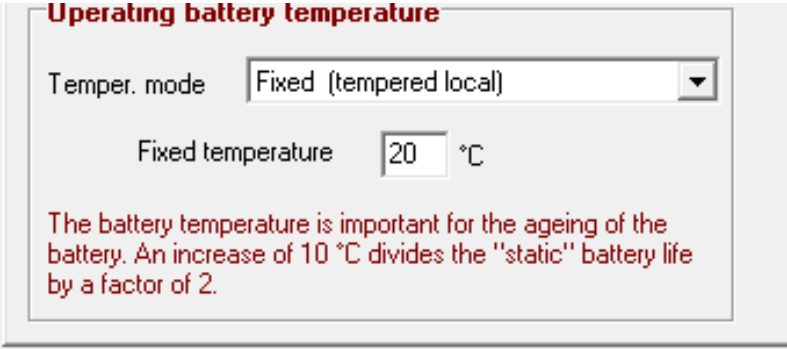 Operating battery temperature
Temper. mode Fixed (tempered local)
Fixed temperature 20 °C
The battery temperature is important for the ageing of the
battery. An increase of 10 °C divides the "static" battery life
by a factor of 2.